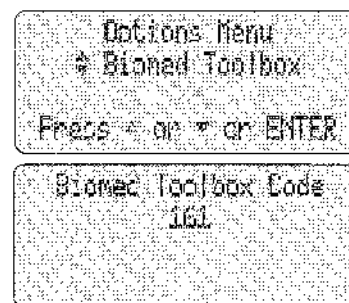 Options Menu
♦ Biomed Toolbox
Press ▲ or ▼ or ENTER
Biomed Toolbox Code
161